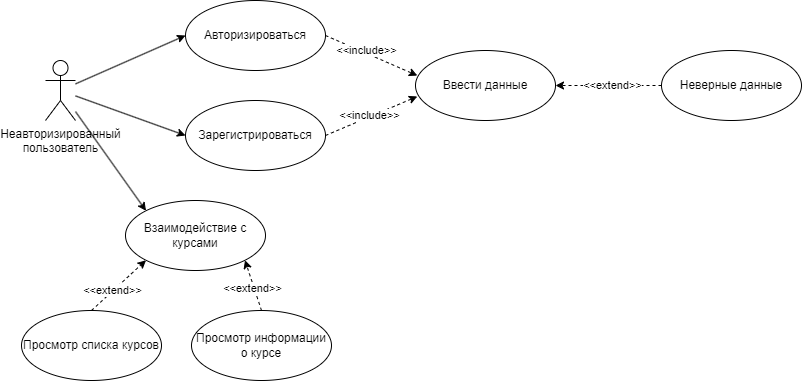 Авторизироваться
<<include>>
Ввести данные
<<extend>>
Неверные данные
Неавторизированный
пользователь
Зарегистрироваться
<<include>>
Взаимодействие с
курсами
<<extend>>
<<extend>>
Просмотр списка курсов
Просмотр информации
о курсе